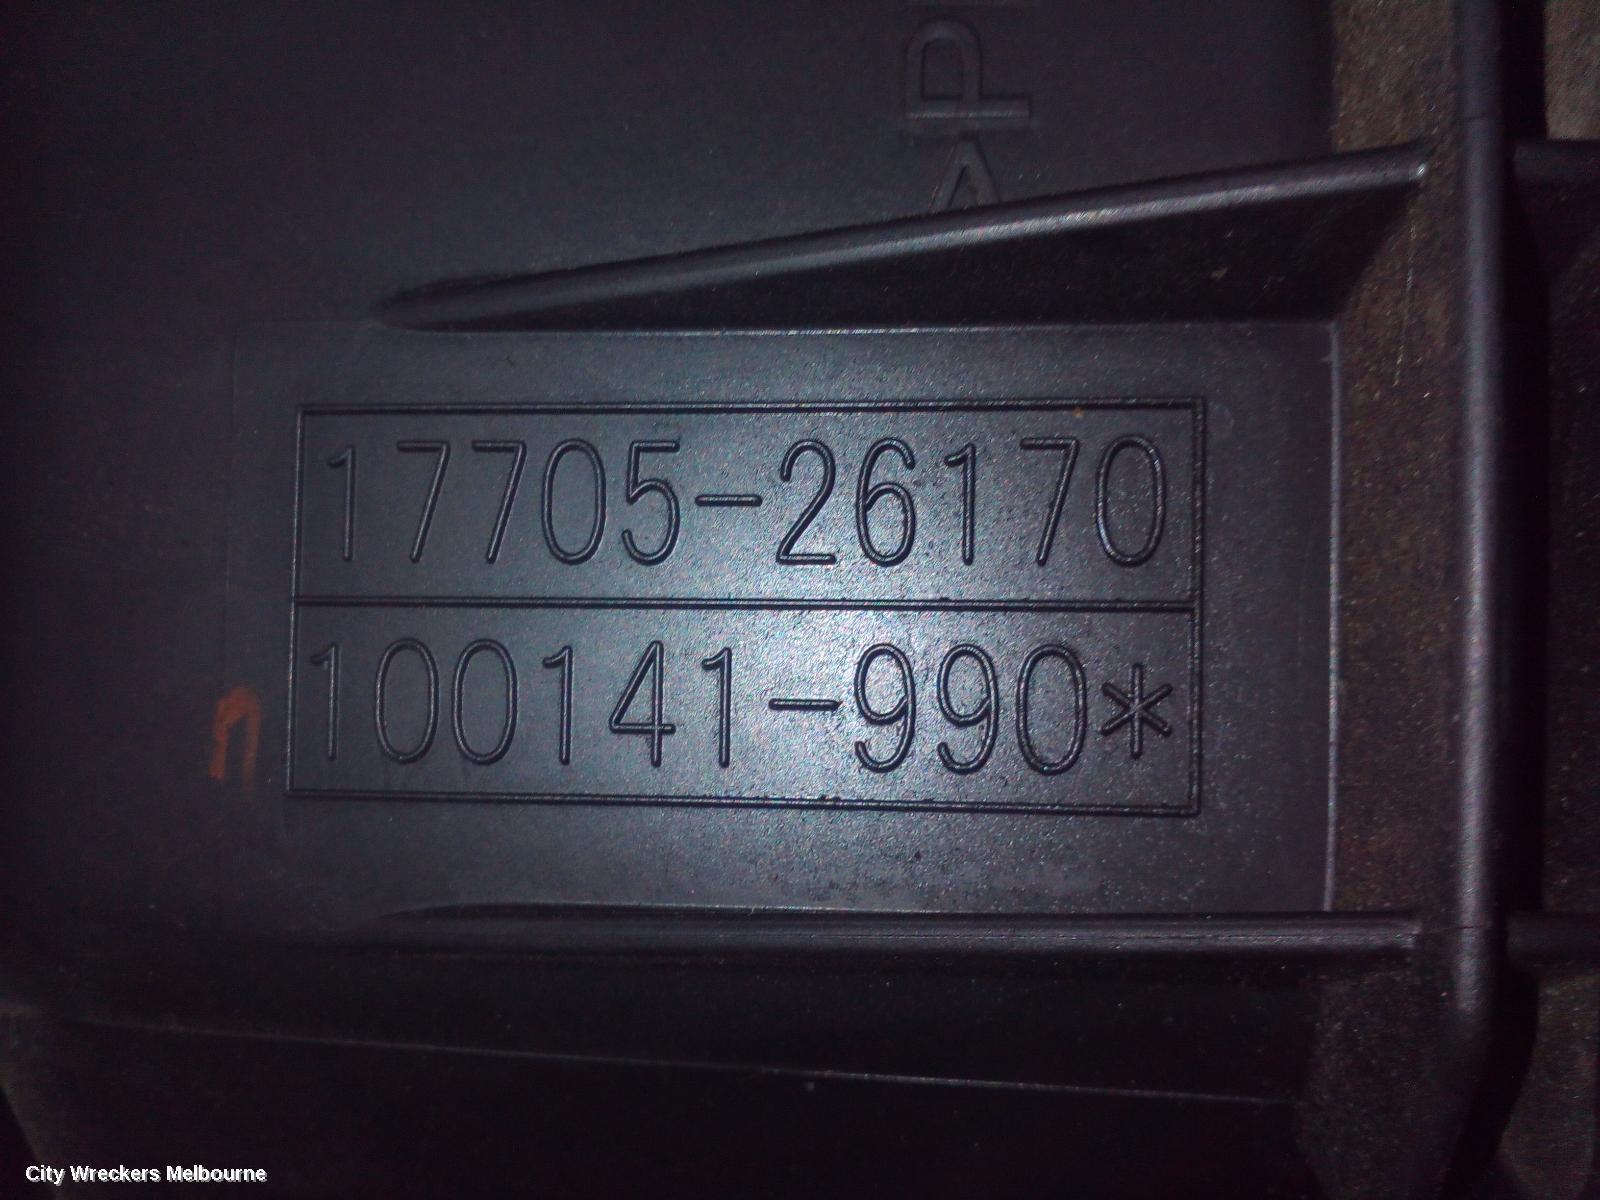 >P
17705-26170
100141-990*
City Wreckers Melbourne